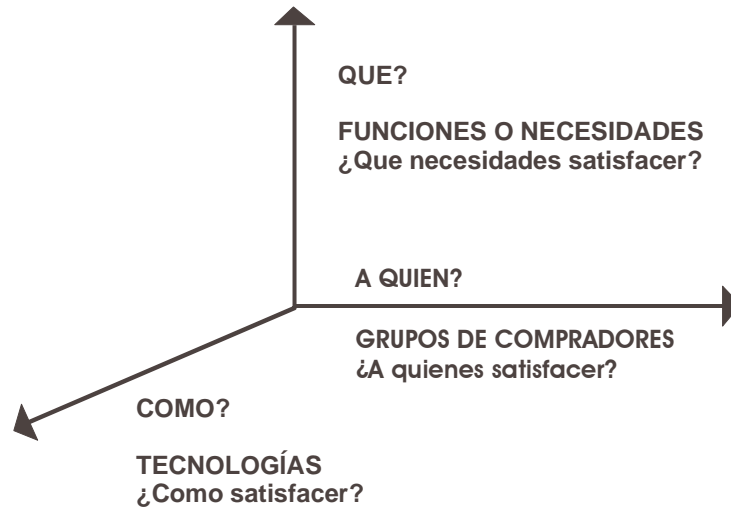 QUE?
FUNCIONES O NECESIDADES
¿Que necesidades satisfacer?
A QUIEN?
GRUPOS DE COMPRADORES
¿A quienes satisfacer?
COMO?
TECNOLOGÍAS
¿Como satisfacer?